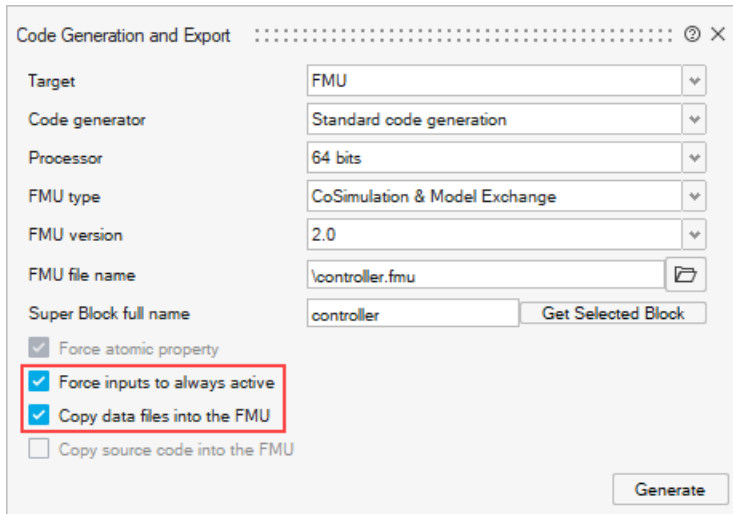 Code Generation and Export
Target FMU
Code generator Standard code generation
Processor 64 bits
FMU type CoSimulation & Model Exchange
FMU version 2.0
FMU file name \controller.fmu
Super Block full name controller Get Selected Block
Force atomic property
Force inputs to always active
Copy data files into the FMU
Copy source code into the FMU
Generate